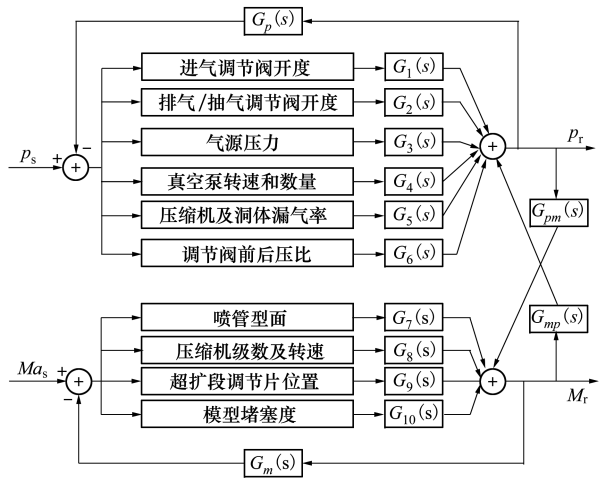 Gp(s)
进气调节阀开度 G1(s)
排气/抽气调节阀开度 G2(s)
ps + − + 气源压力 G3(s) + pr
真空泵转速和数量 G4(s)
压缩机及洞体漏气率 G5(s) Gpm(s)
调节阀前后压比 G6(s)
喷管型面 G7(s) Gmp(s)
压缩机级数及转速 G8(s)
Mas + + − 超扩段调节片位置 G9(s) + Mr
模型堵塞度 G10(s)
Gm(s)